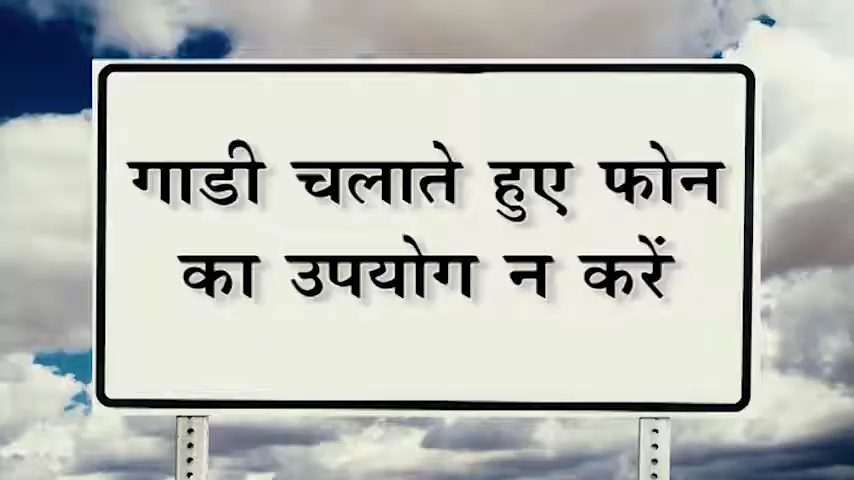 गाडी चलाते हुए फोन
का उपयोग न करें